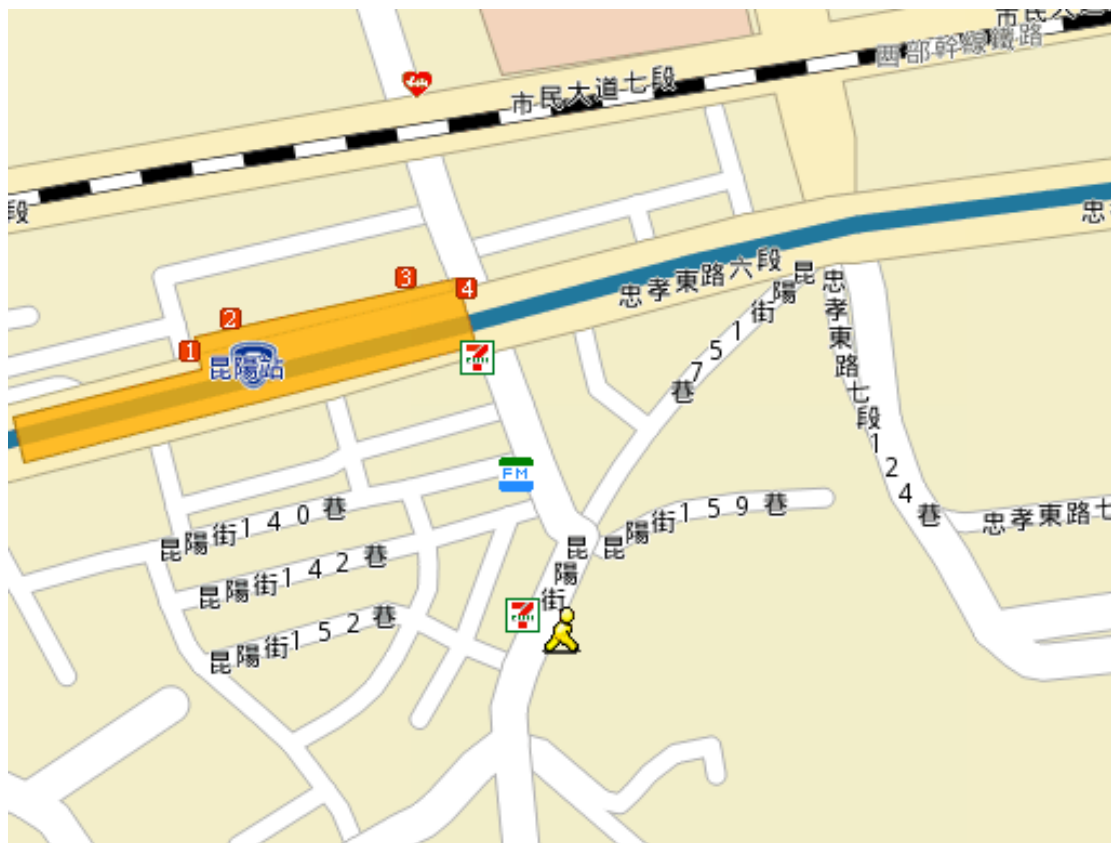 市民大道
西部幹線鐵路
市民大道七段
段
忠孝東路六段
3
4
2
1
昆陽站
7
ELEVEN
昆陽街751巷
忠孝東路七段124巷
FM
昆陽街140巷
昆陽街159巷
忠孝東路七
昆陽街142巷
昆陽街
7
ELEVEN
昆陽街152巷